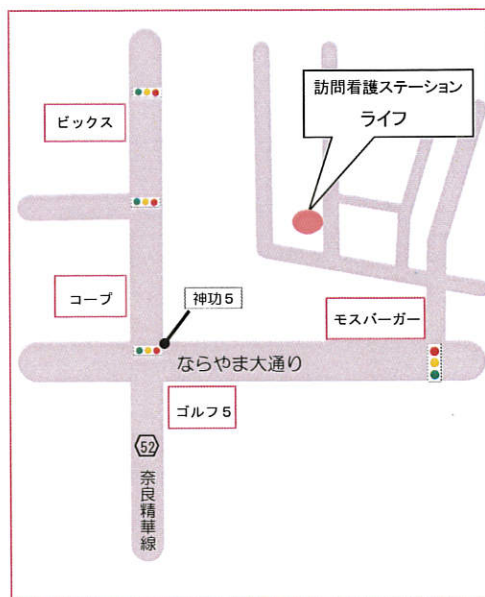 訪問看護ステーション
ライフ
ビックス
コープ
神功5
モスバーガー
ならやま大通り
ゴルフ5
52
奈良精華線